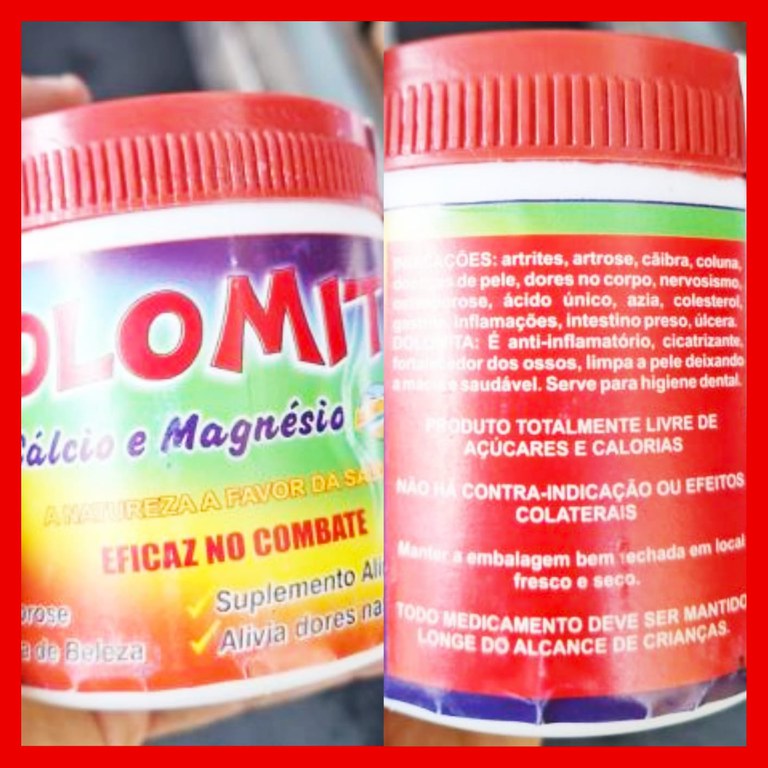 OLOMIT
Cálcio e Magnésio
A NATUREZA A FAVOR DA SA
EFICAZ NO COMBATE
orose
a de Beleza
Suplemento Ali
Alivia dores na
artrites, artrose, cãibra, coluna,
de pele, dores no corpo, nervosismo,
ácido único, azia, colesterol,
inflamações, intestino preso, úlcera.
DOLOMITA: É anti-inflamatório, cicatrizante,
dor dos ossos, limpa a pele deixando
a macia e saudável. Serve para higiene dental.
PRODUTO TOTALMENTE LIVRE DE
AÇÚCARES E CALORIAS
NÃO HÁ CONTRA-INDICAÇÃO OU EFEITOS
COLATERAIS
Manter a embalagem bem fechada em local
fresco e seco.
TODO MEDICAMENTO DEVE SER MANTIDO
LONGE DO ALCANCE DE CRIANÇAS.